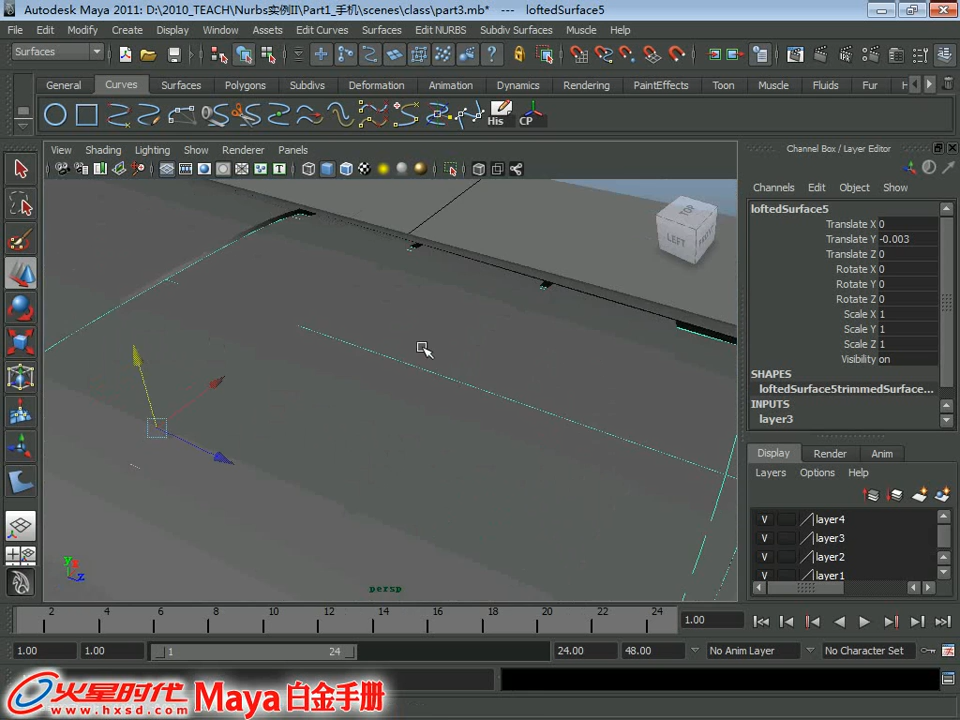 Autodesk Maya 2011: D:\2010_TEACH\Nurbs实例II\Part1_手机\scenes\class\part3.mb* --- loftedSurface5
File Edit Modify Create Display Window Assets Edit Curves Surfaces Edit NURBS Subdiv Surfaces Muscle Help
Surfaces
General Curves Surfaces Polygons Subdivs Deformation Animation Dynamics Rendering PaintEffects Toon Muscle Fluids Fur H
His CP
View Shading Lighting Show Renderer Panels
Channel Box / Layer Editor
Channels Edit Object Show
loftedSurface5
Translate X 0
Translate Y -0.003
Translate Z 0
Rotate X 0
Rotate Y 0
Rotate Z 0
Scale X 1
Scale Y 1
Scale Z 1
Visibility on
SHAPES
loftedSurface5trimmedSurface...
INPUTS
layer3
TOP
LEFT
Display Render Anim
Layers Options Help
V layer4
V layer3
V layer2
V layer1
z
persp
2 4 6 8 10 12 14 16 18 20 22 24
1.00
1.00 1.00 1 24 24.00 48.00 No Anim Layer No Character Set
火星时代 Maya白金手册
www.hxsd.com